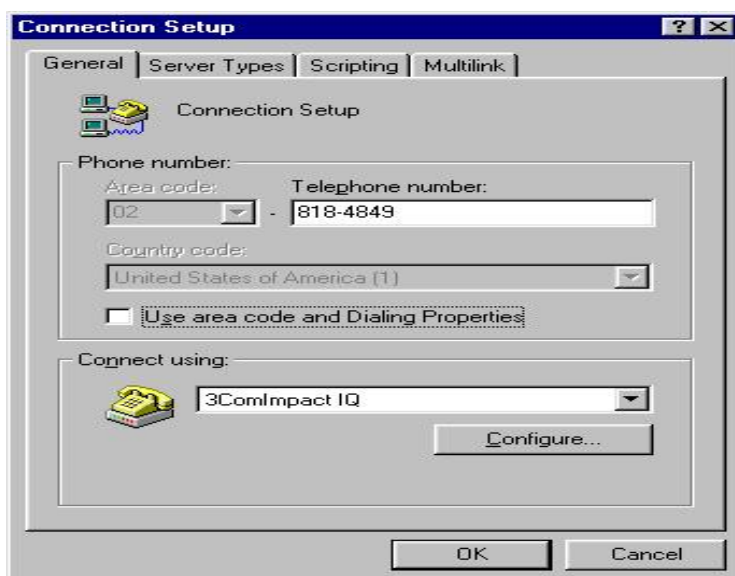 Connection Setup
General Server Types Scripting Multilink
Connection Setup
Phone number:
Area code: Telephone number:
02 - 818-4849
Country code:
United States of America (1)
Use area code and Dialing Properties
Connect using:
3ComImpact IQ
Configure...
OK Cancel